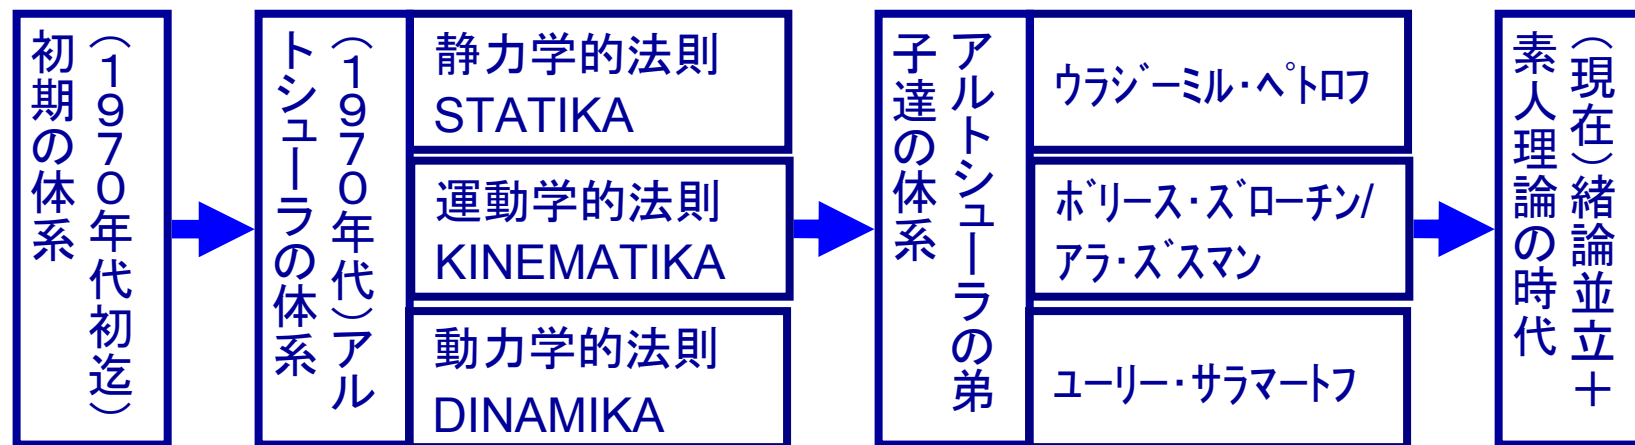 （１９７０年代初迄）
初期の体系
（１９７０年代）アル
トシューラの体系
静力学的法則
STATIKA
運動学的法則
KINEMATIKA
動力学的法則
DINAMIKA
アルトシューラの弟
子達の体系
ｳﾗｼﾞｰﾐﾙ・ﾍﾟﾄﾛﾌ
ﾎﾞﾘｰｽ・ｽﾞﾛｰﾁﾝ/
ｱﾗ・ｽﾞｽﾏﾝ
ﾕｰﾘｰ・ｻﾗﾏｰﾄﾌ
（現在）緒論並立＋
素人理論の時代